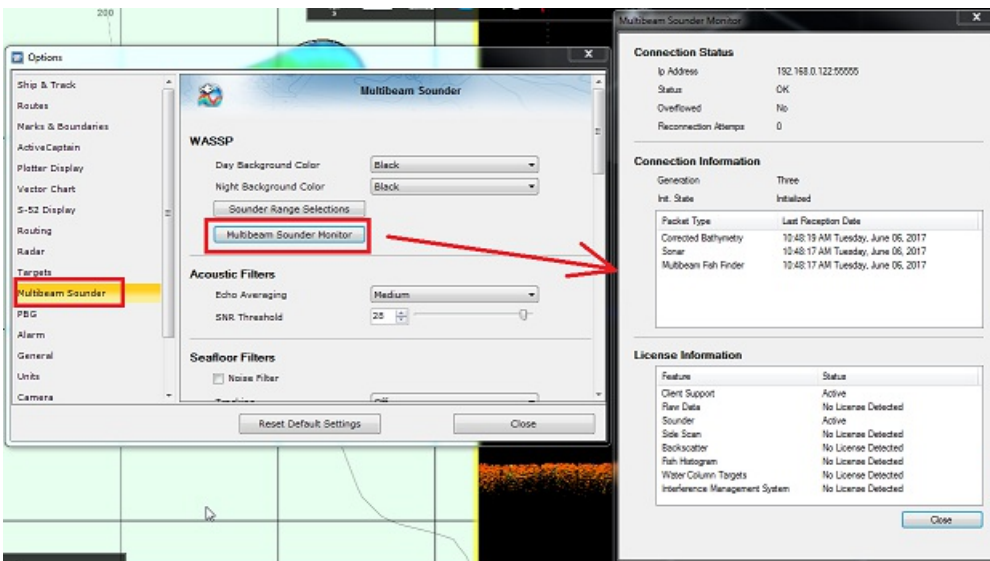 200
Options
Ship & Track
Routes
Marks & Boundaries
ActiveCaptain
Plotter Display
Vector Chart
S-52 Display
Routing
Radar
Targets
Multibeam Sounder
PBG
Alarm
General
Units
Camera
Multibeam Sounder
WASSP
Day Background Color Black
Night Background Color Black
Sounder Range Selections
Multibeam Sounder Monitor
Acoustic Filters
Echo Averaging Medium
SNR Threshold 28
Seafloor Filters
Noise Filter
Tracking Off
Reset Default Settings Close
Multibeam Sounder Monitor
Connection Status
Ip Address 192.168.0.122:55555
Status OK
Overflowed No
Reconnection Attemps 0
Connection Information
Generation Three
Init. State Initialized
Packet Type Last Reception Date
Corrected Bathymetry 10:48:19 AM Tuesday, June 06, 2017
Sonar 10:48:17 AM Tuesday, June 06, 2017
Multibeam Fish Finder 10:48:17 AM Tuesday, June 06, 2017
License Information
Feature Status
Client Support Active
Raw Data No License Detected
Sounder Active
Side Scan No License Detected
Backscatter No License Detected
Fish Histogram No License Detected
Water Column Targets No License Detected
Interference Management System No License Detected
Close